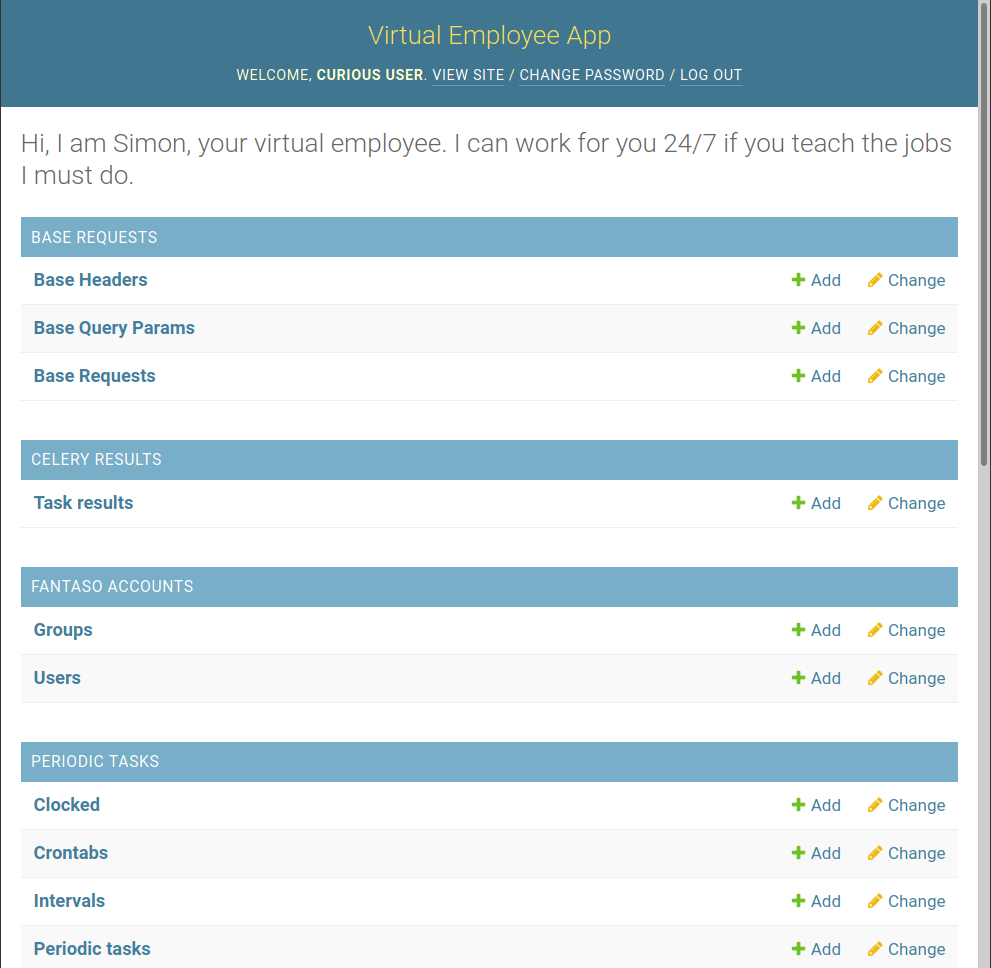 Virtual Employee App
WELCOME, CURIOUS USER. VIEW SITE / CHANGE PASSWORD / LOG OUT
Hi, I am Simon, your virtual employee. I can work for you 24/7 if you teach the jobs
I must do.
BASE REQUESTS
Base Headers Add Change
Base Query Params Add Change
Base Requests Add Change
CELERY RESULTS
Task results Add Change
FANTASO ACCOUNTS
Groups Add Change
Users Add Change
PERIODIC TASKS
Clocked Add Change
Crontabs Add Change
Intervals Add Change
Periodic tasks Add Change